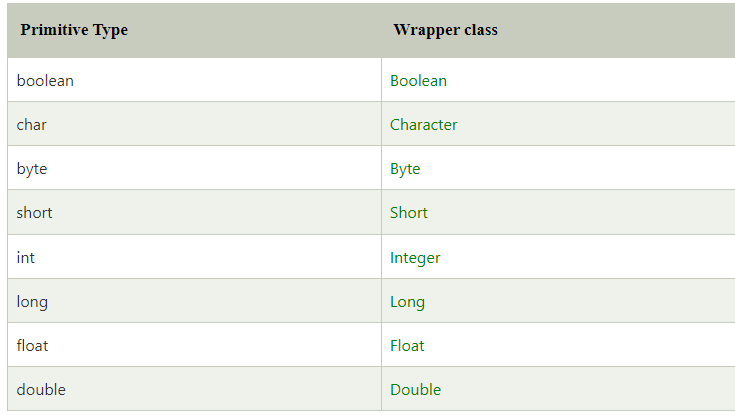 Primitive Type Wrapper class
boolean Boolean
char Character
byte Byte
short Short
int Integer
long Long
float Float
double Double